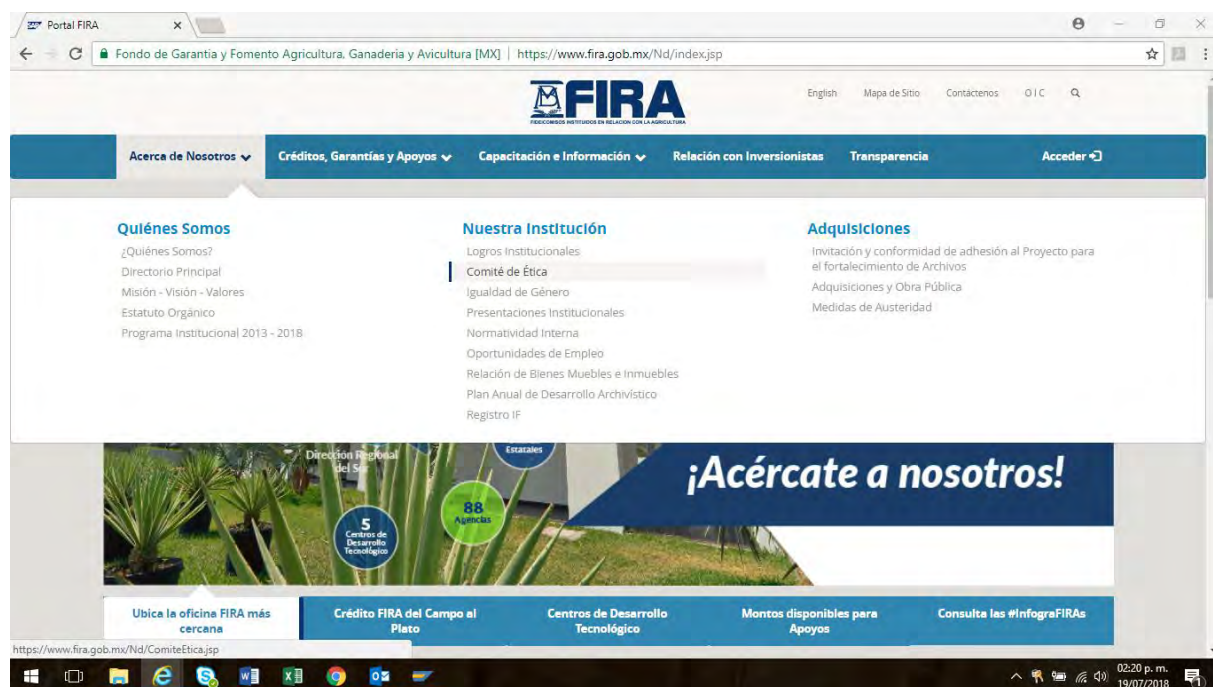 Portal FIRA
Fondo de Garantia y Fomento Agricultura, Ganaderia y Avicultura [MX] | https://www.fira.gob.mx/Nd/index.jsp
FIRA
FIDEICOMISOS INSTITUIDOS EN RELACION CON LA AGRICULTURA
English Mapa de Sitio Contáctenos O I C
Acerca de Nosotros Créditos, Garantías y Apoyos Capacitación e Información Relación con Inversionistas Transparencia Acceder
Quiénes Somos
¿Quiénes Somos?
Directorio Principal
Misión - Visión - Valores
Estatuto Orgánico
Programa Institucional 2013 - 2018
Nuestra Institución
Logros Institucionales
Comité de Ética
Igualdad de Género
Presentaciones Institucionales
Normatividad Interna
Oportunidades de Empleo
Relación de Bienes Muebles e Inmuebles
Plan Anual de Desarrollo Archivístico
Registro IF
Adquisiciones
Invitación y conformidad de adhesión al Proyecto para
el fortalecimiento de Archivos
Adquisiciones y Obra Pública
Medidas de Austeridad
Dirección Regional
del Sur
Estatales
88
Agencias
5
Centros de
Desarrollo
Tecnológico
¡Acércate a nosotros!
Ubica la oficina FIRA más
cercana
Crédito FIRA del Campo al
Plato
Centros de Desarrollo
Tecnológico
Montos disponibles para
Apoyos
Consulta las #InfograFIRAs
https://www.fira.gob.mx/Nd/ComiteEtica.jsp
02:20 p. m.
19/07/2018